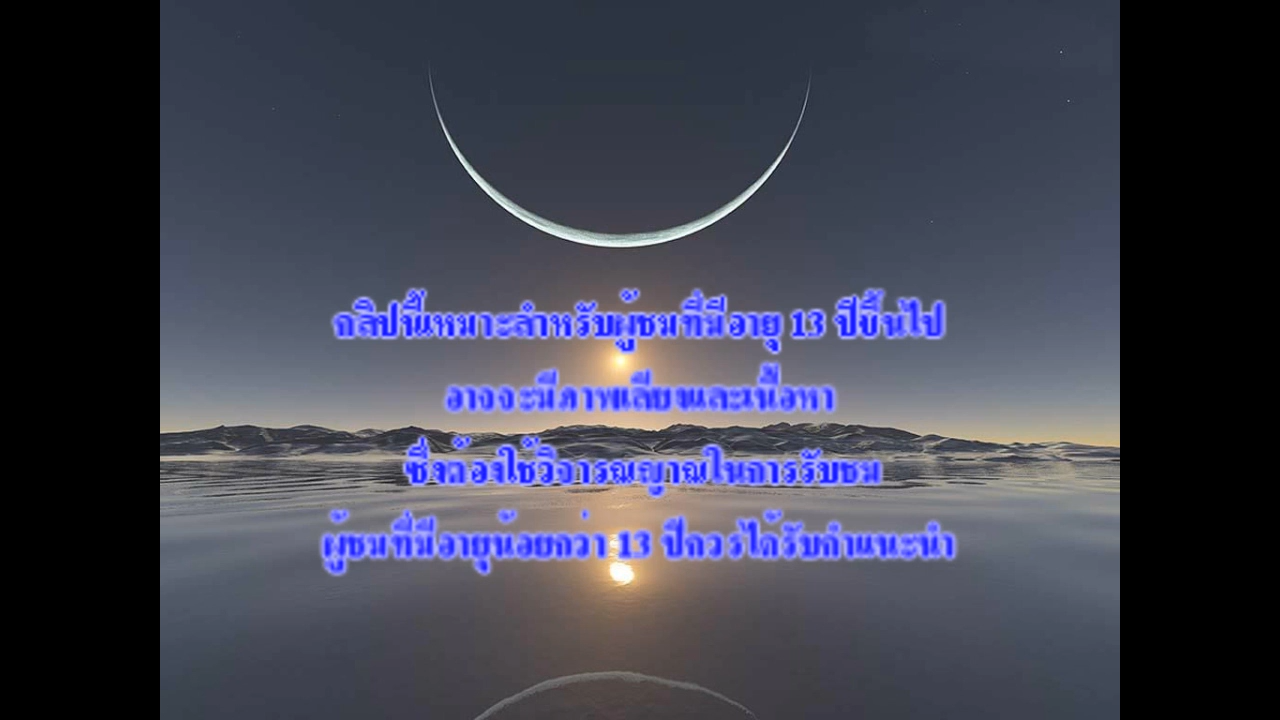 คลิปนี้เหมาะสำหรับผู้ชมที่มีอายุ 13 ปีขึ้นไป
อาจจะมีภาพเสียงและเนื้อหา
ซึ่งต้องใช้วิจารณญาณในการรับชม
ผู้ชมที่มีอายุน้อยกว่า 13 ปีควรได้รับคำแนะนำ